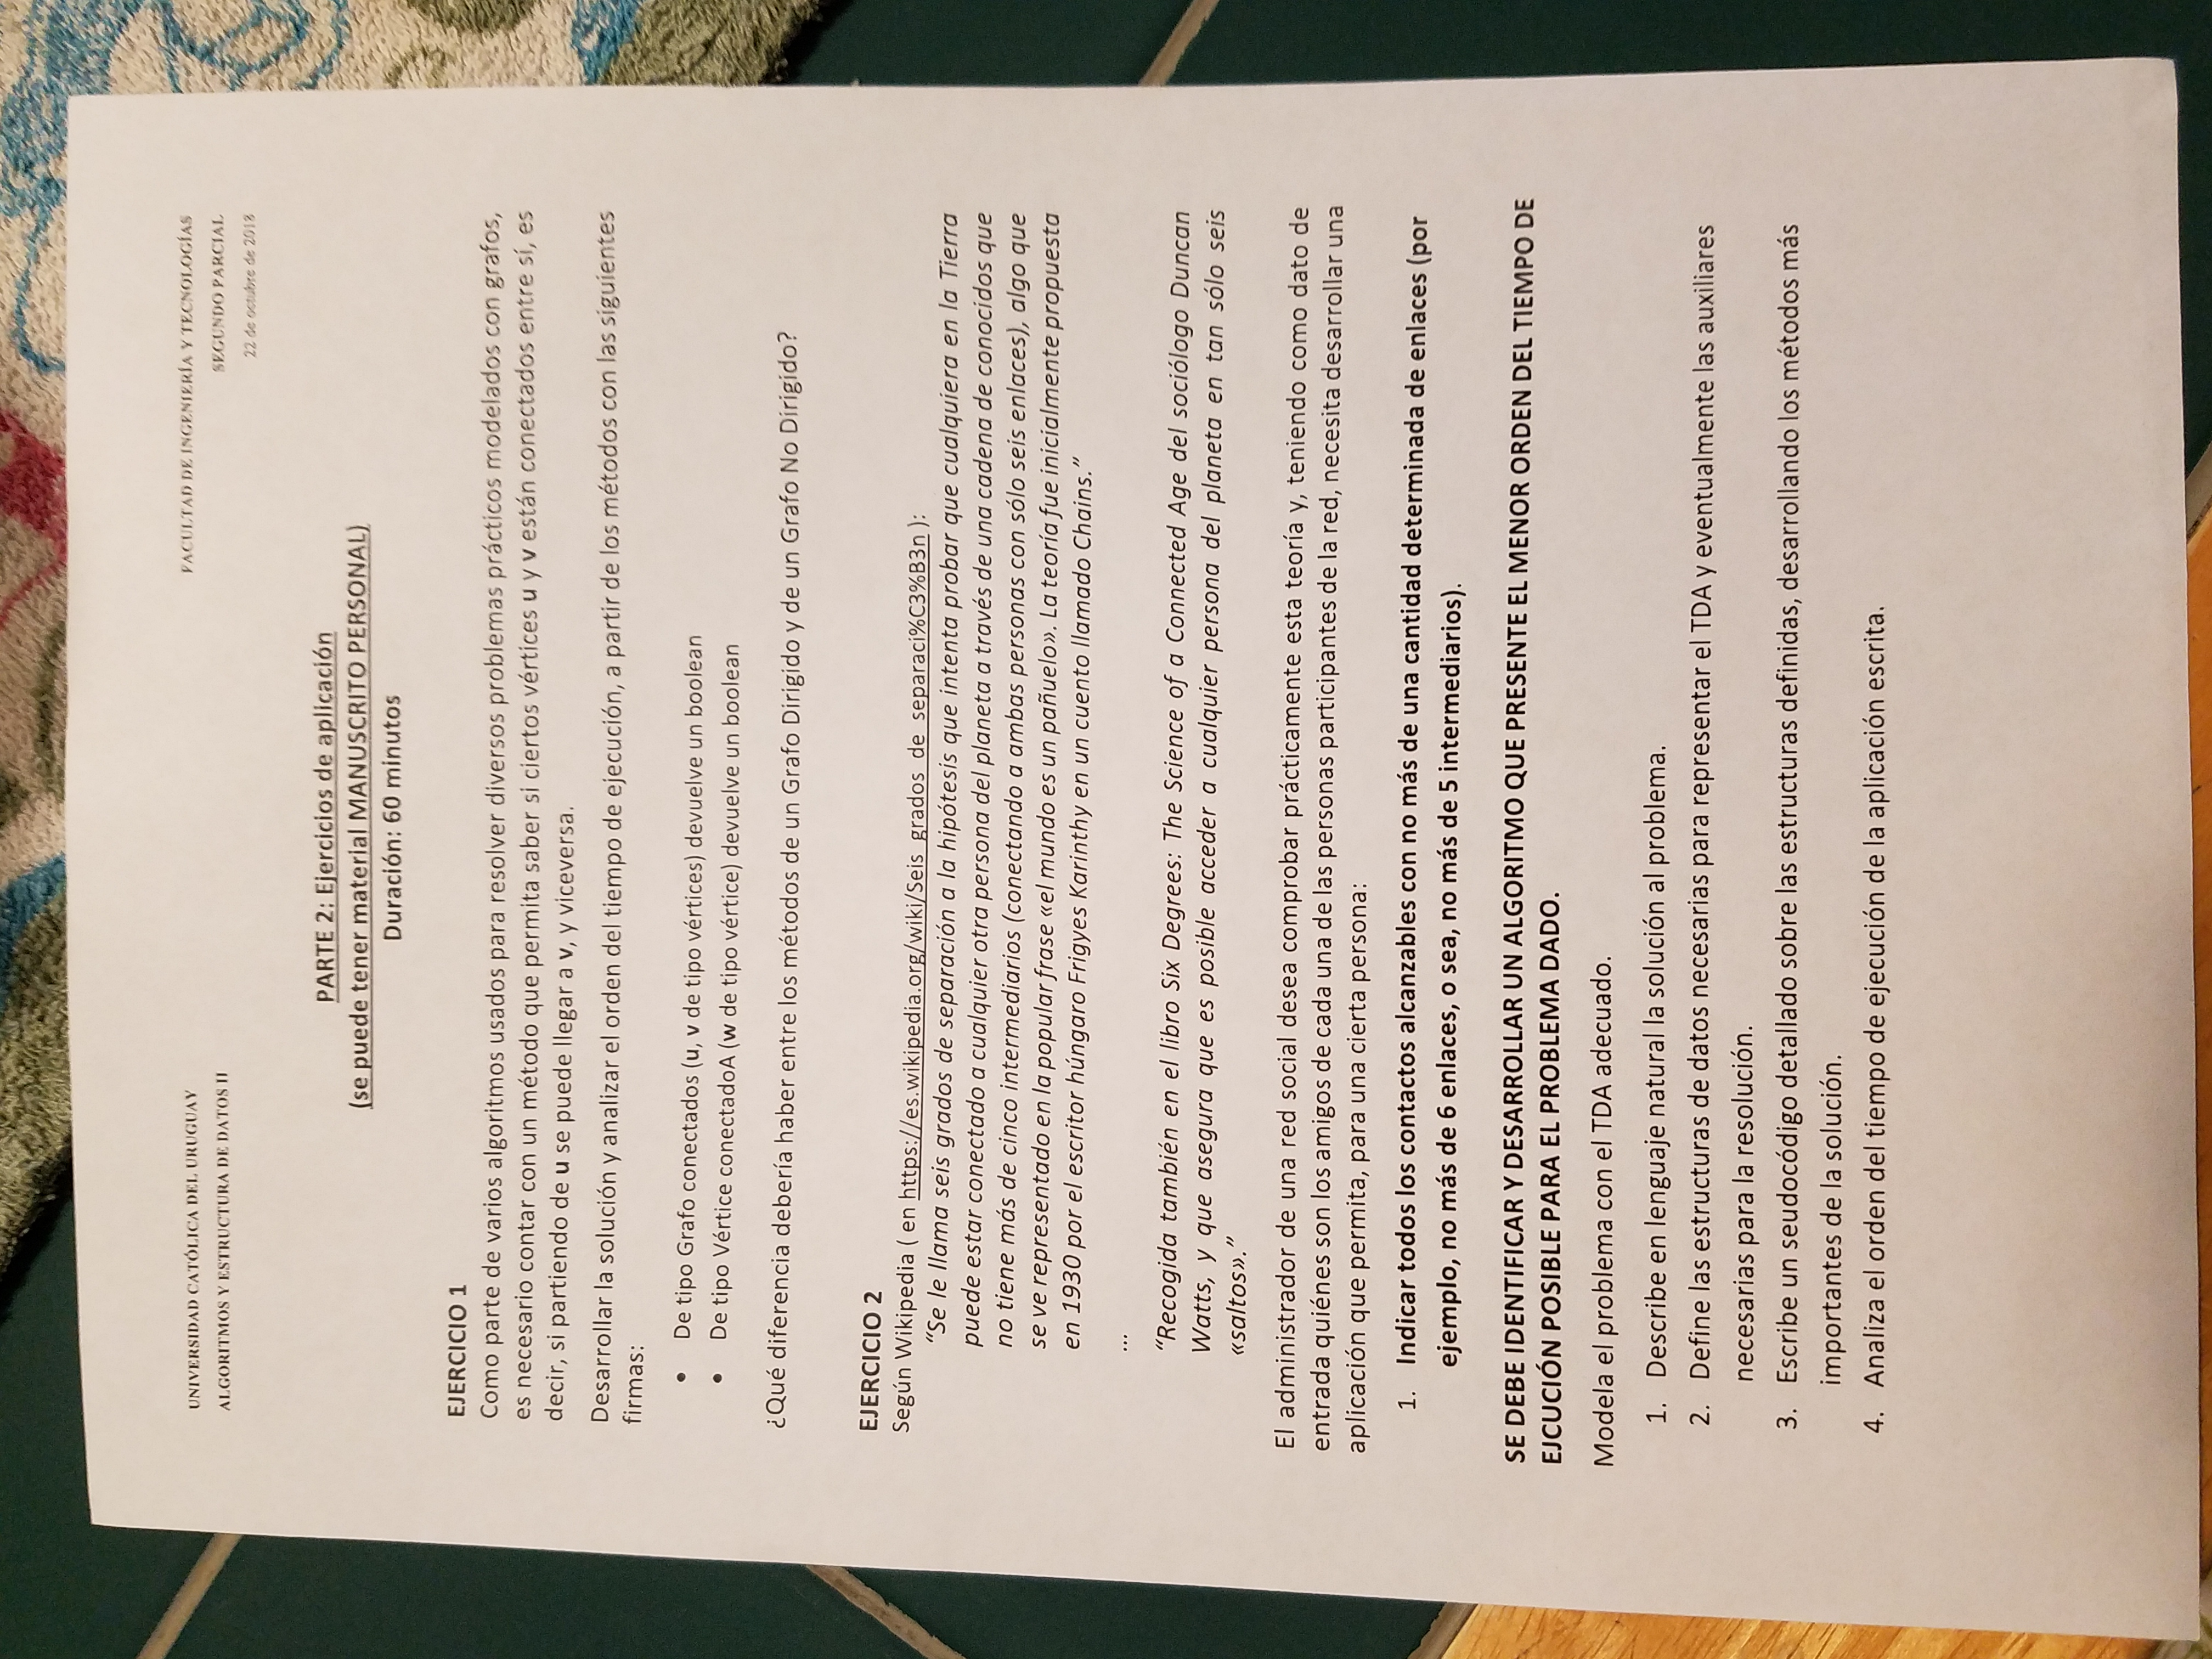 UNIVERSIDAD CATÓLICA DEL URUGUAY
FACULTAD DE INGENIERÍA Y TECNOLOGÍAS
ALGORITMOS Y ESTRUCTURA DE DATOS II
SEGUNDO PARCIAL
22 de octubre de 2018
PARTE 2: Ejercicios de aplicación
(se puede tener material MANUSCRITO PERSONAL)
Duración: 60 minutos
EJERCICIO 1
Como parte de varios algoritmos usados para resolver diversos problemas prácticos modelados con grafos,
es necesario contar con un método que permita saber si ciertos vértices u y v están conectados entre sí, es
decir, si partiendo de u se puede llegar a v, y viceversa.
Desarrollar la solución y analizar el orden del tiempo de ejecución, a partir de los métodos con las siguientes
firmas:
• De tipo Grafo conectados (u, v de tipo vértices) devuelve un boolean
• De tipo Vértice conectadoA (w de tipo vértice) devuelve un boolean
¿Qué diferencia debería haber entre los métodos de un Grafo Dirigido y de un Grafo No Dirigido?
EJERCICIO 2
Según Wikipedia ( en https://es.wikipedia.org/wiki/Seis_grados_de_separaci%C3%B3n ):
“Se le llama seis grados de separación a la hipótesis que intenta probar que cualquiera en la Tierra
puede estar conectado a cualquier otra persona del planeta a través de una cadena de conocidos que
no tiene más de cinco intermediarios (conectando a ambas personas con sólo seis enlaces), algo que
se ve representado en la popular frase «el mundo es un pañuelo». La teoría fue inicialmente propuesta
en 1930 por el escritor húngaro Frigyes Karinthy en un cuento llamado Chains.”
...
“Recogida también en el libro Six Degrees: The Science of a Connected Age del sociólogo Duncan
Watts, y que asegura que es posible acceder a cualquier persona del planeta en tan sólo seis
«saltos».”
El administrador de una red social desea comprobar prácticamente esta teoría y, teniendo como dato de
entrada quiénes son los amigos de cada una de las personas participantes de la red, necesita desarrollar una
aplicación que permita, para una cierta persona:
1. Indicar todos los contactos alcanzables con no más de una cantidad determinada de enlaces (por
ejemplo, no más de 6 enlaces, o sea, no más de 5 intermediarios).
SE DEBE IDENTIFICAR Y DESARROLLAR UN ALGORITMO QUE PRESENTE EL MENOR ORDEN DEL TIEMPO DE
EJCUCIÓN POSIBLE PARA EL PROBLEMA DADO.
Modela el problema con el TDA adecuado.
1. Describe en lenguaje natural la solución al problema.
2. Define las estructuras de datos necesarias para representar el TDA y eventualmente las auxiliares
necesarias para la resolución.
3. Escribe un seudocódigo detallado sobre las estructuras definidas, desarrollando los métodos más
importantes de la solución.
4. Analiza el orden del tiempo de ejecución de la aplicación escrita.